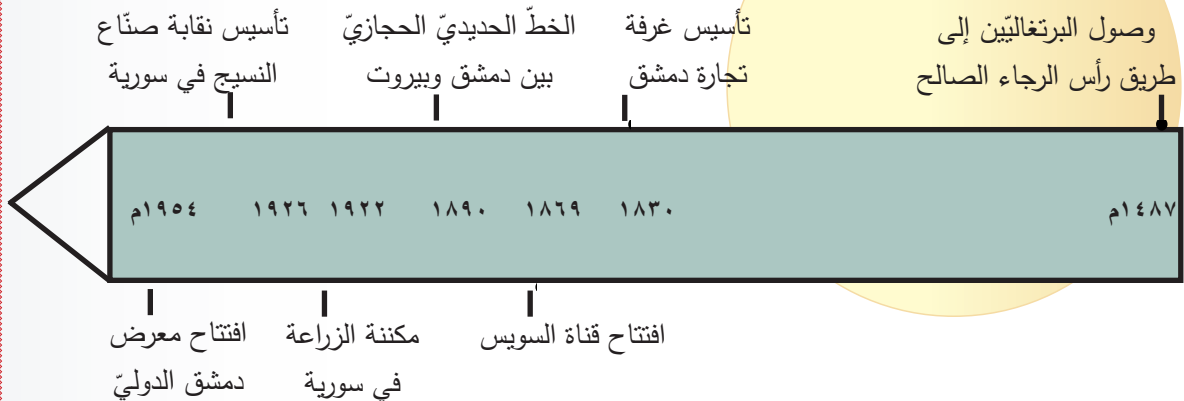 وصول البرتغاليّين إلى
طريق رأس الرجاء الصالح
تأسيس غرفة
تجارة دمشق
الخطّ الحديديّ الحجازيّ
بين دمشق وبيروت
تأسيس نقابة صنّاع
النسيج في سورية
١٤٨٧م ١٨٣٠ ١٨٦٩ ١٨٩٠ ١٩٢٢ ١٩٢٦ ١٩٥٤م
افتتاح قناة السويس
مكننة الزراعة
في سورية
افتتاح معرض
دمشق الدوليّ